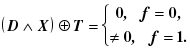 (D ∧ X) ⊕ T = { 0, f = 0,
≠ 0, f = 1.